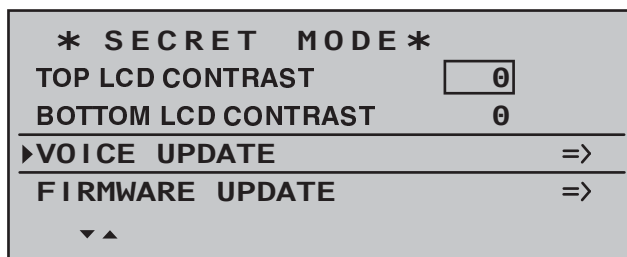 * SECRET MODE *
TOP LCD CONTRAST 0
BOTTOM LCD CONTRAST 0
VOICE UPDATE =>
FIRMWARE UPDATE =>